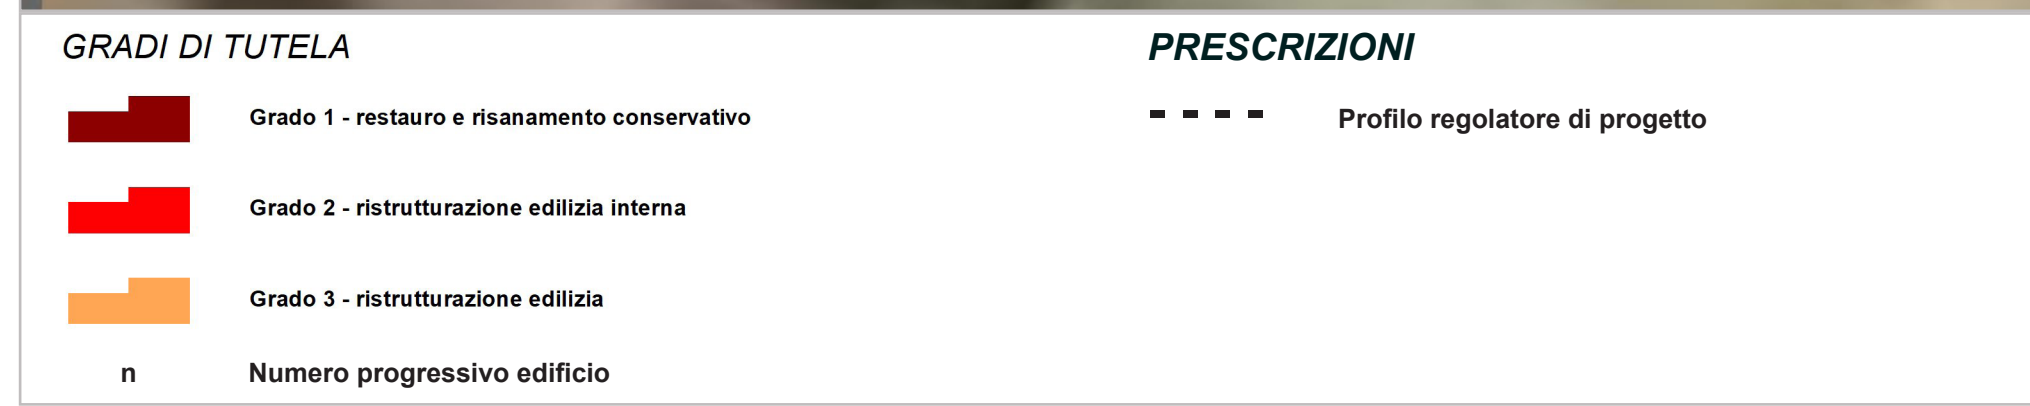 GRADI DI TUTELA
Grado 1 - restauro e risanamento conservativo
Grado 2 - ristrutturazione edilizia interna
Grado 3 - ristrutturazione edilizia
n Numero progressivo edificio
PRESCRIZIONI
Profilo regolatore di progetto